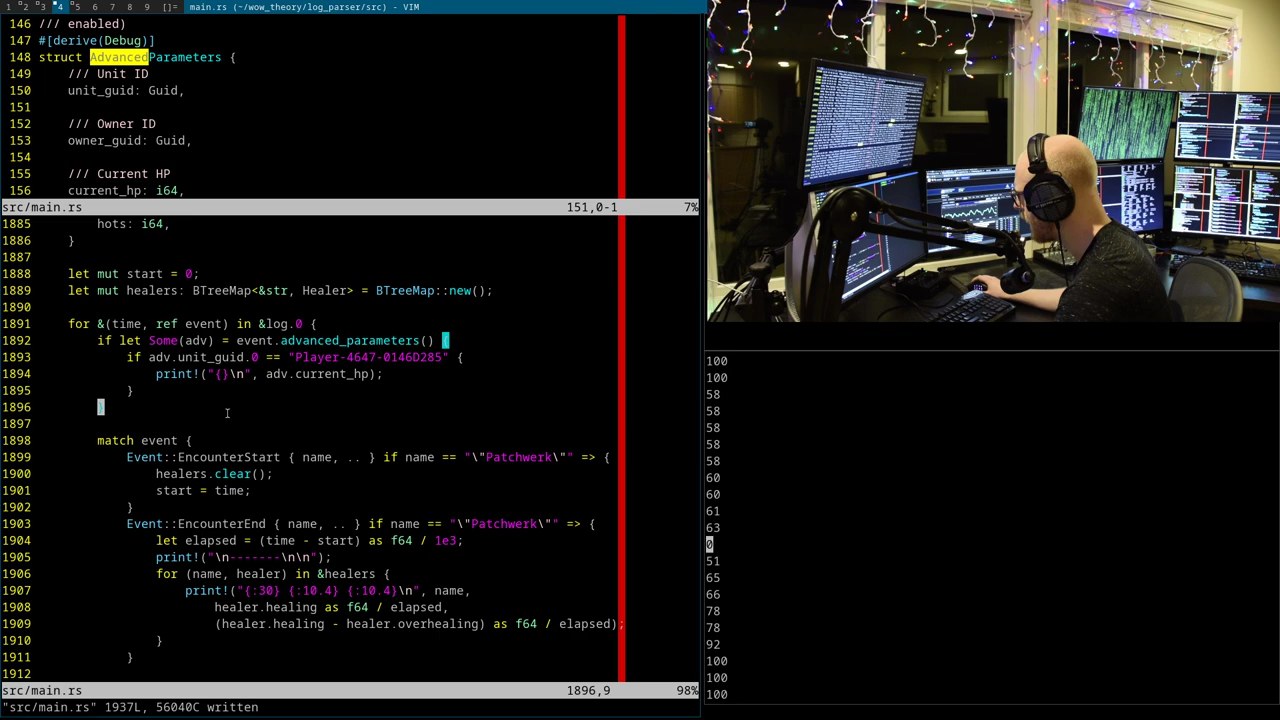 1 2 3 4 5 6 7 8 9 []= main.rs (~/wow_theory/log_parser/src) - VIM
146 /// enabled)
147 #[derive(Debug)]
148 struct AdvancedParameters {
149     /// Unit ID
150     unit_guid: Guid,
151
152     /// Owner ID
153     owner_guid: Guid,
154
155     /// Current HP
156     current_hp: i64,
src/main.rs 151,0-1 7%
1885         hots: i64,
1886     }
1887
1888     let mut start = 0;
1889     let mut healers: BTreeMap<&str, Healer> = BTreeMap::new();
1890
1891     for &(time, ref event) in &log.0 {
1892         if let Some(adv) = event.advanced_parameters() {
1893             if adv.unit_guid.0 == "Player-4647-0146D285" {
1894                 print!("{}\n", adv.current_hp);
1895             }
1896         }
1897
1898         match event {
1899             Event::EncounterStart { name, .. } if name == "\"Patchwerk\"" => {
1900                 healers.clear();
1901                 start = time;
1902             }
1903             Event::EncounterEnd { name, .. } if name == "\"Patchwerk\"" => {
1904                 let elapsed = (time - start) as f64 / 1e3;
1905                 print!("\n-------\n\n");
1906                 for (name, healer) in &healers {
1907                     print!("{:30} {:10.4} {:10.4}\n", name,
1908                         healer.healing as f64 / elapsed,
1909                         (healer.healing - healer.overhealing) as f64 / elapsed);
1910                 }
1911             }
1912
src/main.rs 1896,9 98%
"src/main.rs" 1937L, 56040C written
100
100
58
58
58
58
58
60
60
61
63
0
51
65
66
78
78
92
100
100
100